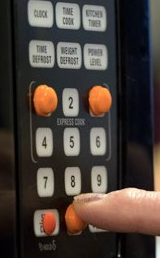 CLOCK TIME COOK KITCHEN TIMER
TIME DEFROST WEIGHT DEFROST POWER LEVEL
2
EXPRESS COOK
4 5 6
7 8 9